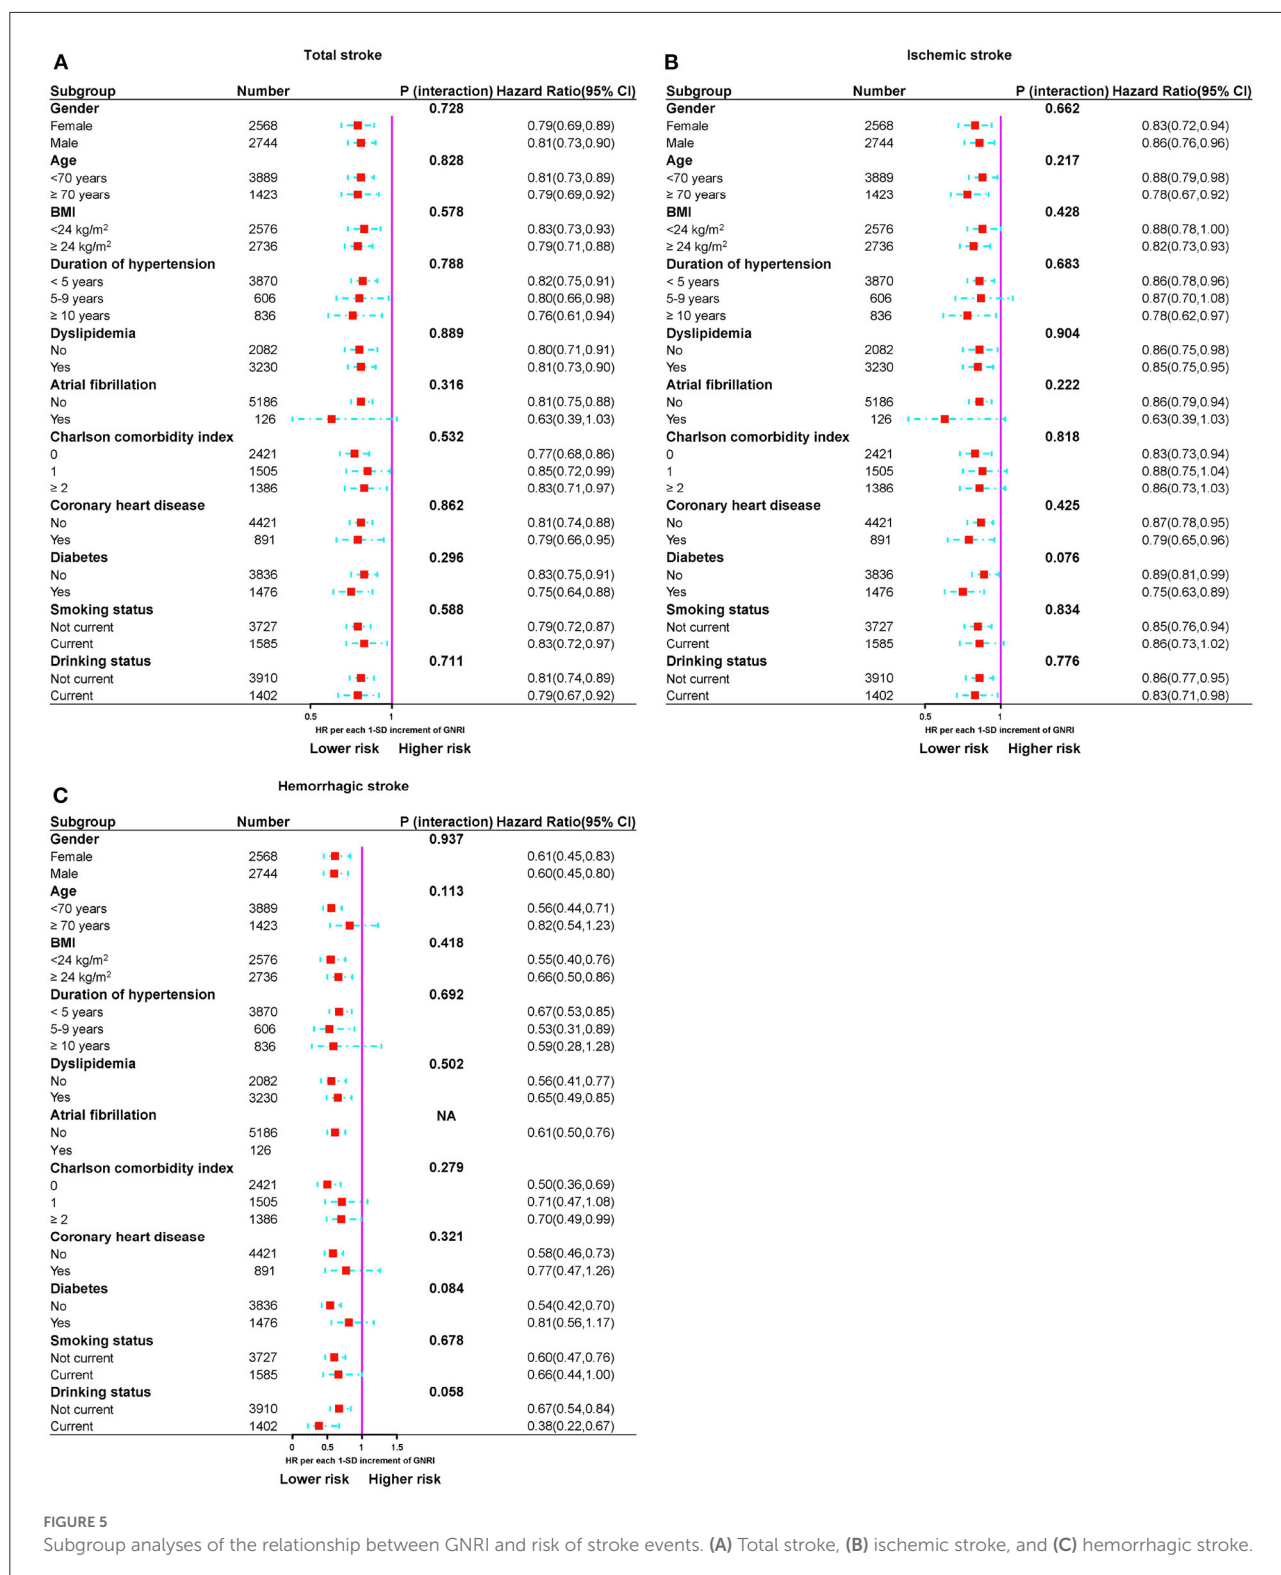 A Total stroke
Subgroup Number P (interaction) Hazard Ratio(95% CI)
Gender 0.728
Female 2568 0.79(0.69,0.89)
Male 2744 0.81(0.73,0.90)
Age 0.828
<70 years 3889 0.81(0.73,0.89)
≥ 70 years 1423 0.79(0.69,0.92)
BMI 0.578
<24 kg/m² 2576 0.83(0.73,0.93)
≥ 24 kg/m² 2736 0.79(0.71,0.88)
Duration of hypertension 0.788
< 5 years 3870 0.82(0.75,0.91)
5-9 years 606 0.80(0.66,0.98)
≥ 10 years 836 0.76(0.61,0.94)
Dyslipidemia 0.889
No 2082 0.80(0.71,0.91)
Yes 3230 0.81(0.73,0.90)
Atrial fibrillation 0.316
No 5186 0.81(0.75,0.88)
Yes 126 0.63(0.39,1.03)
Charlson comorbidity index 0.532
0 2421 0.77(0.68,0.86)
1 1505 0.85(0.72,0.99)
≥ 2 1386 0.83(0.71,0.97)
Coronary heart disease 0.862
No 4421 0.81(0.74,0.88)
Yes 891 0.79(0.66,0.95)
Diabetes 0.296
No 3836 0.83(0.75,0.91)
Yes 1476 0.75(0.64,0.88)
Smoking status 0.588
Not current 3727 0.79(0.72,0.87)
Current 1585 0.83(0.72,0.97)
Drinking status 0.711
Not current 3910 0.81(0.74,0.89)
Current 1402 0.79(0.67,0.92)
0.5 1
HR per each 1-SD increment of GNRI
Lower risk Higher risk
B Ischemic stroke
Subgroup Number P (interaction) Hazard Ratio(95% CI)
Gender 0.662
Female 2568 0.83(0.72,0.94)
Male 2744 0.86(0.76,0.96)
Age 0.217
<70 years 3889 0.88(0.79,0.98)
≥ 70 years 1423 0.78(0.67,0.92)
BMI 0.428
<24 kg/m² 2576 0.88(0.78,1.00)
≥ 24 kg/m² 2736 0.82(0.73,0.93)
Duration of hypertension 0.683
< 5 years 3870 0.86(0.78,0.96)
5-9 years 606 0.87(0.70,1.08)
≥ 10 years 836 0.78(0.62,0.97)
Dyslipidemia 0.904
No 2082 0.86(0.75,0.98)
Yes 3230 0.85(0.75,0.95)
Atrial fibrillation 0.222
No 5186 0.86(0.79,0.94)
Yes 126 0.63(0.39,1.03)
Charlson comorbidity index 0.818
0 2421 0.83(0.73,0.94)
1 1505 0.88(0.75,1.04)
≥ 2 1386 0.86(0.73,1.03)
Coronary heart disease 0.425
No 4421 0.87(0.78,0.95)
Yes 891 0.79(0.65,0.96)
Diabetes 0.076
No 3836 0.89(0.81,0.99)
Yes 1476 0.75(0.63,0.89)
Smoking status 0.834
Not current 3727 0.85(0.76,0.94)
Current 1585 0.86(0.73,1.02)
Drinking status 0.776
Not current 3910 0.86(0.77,0.95)
Current 1402 0.83(0.71,0.98)
0.5 1
HR per each 1-SD increment of GNRI
Lower risk Higher risk
C Hemorrhagic stroke
Subgroup Number P (interaction) Hazard Ratio(95% CI)
Gender 0.937
Female 2568 0.61(0.45,0.83)
Male 2744 0.60(0.45,0.80)
Age 0.113
<70 years 3889 0.56(0.44,0.71)
≥ 70 years 1423 0.82(0.54,1.23)
BMI 0.418
<24 kg/m² 2576 0.55(0.40,0.76)
≥ 24 kg/m² 2736 0.66(0.50,0.86)
Duration of hypertension 0.692
< 5 years 3870 0.67(0.53,0.85)
5-9 years 606 0.53(0.31,0.89)
≥ 10 years 836 0.59(0.28,1.28)
Dyslipidemia 0.502
No 2082 0.56(0.41,0.77)
Yes 3230 0.65(0.49,0.85)
Atrial fibrillation NA
No 5186 0.61(0.50,0.76)
Yes 126
Charlson comorbidity index 0.279
0 2421 0.50(0.36,0.69)
1 1505 0.71(0.47,1.08)
≥ 2 1386 0.70(0.49,0.99)
Coronary heart disease 0.321
No 4421 0.58(0.46,0.73)
Yes 891 0.77(0.47,1.26)
Diabetes 0.084
No 3836 0.54(0.42,0.70)
Yes 1476 0.81(0.56,1.17)
Smoking status 0.678
Not current 3727 0.60(0.47,0.76)
Current 1585 0.66(0.44,1.00)
Drinking status 0.058
Not current 3910 0.67(0.54,0.84)
Current 1402 0.38(0.22,0.67)
0 0.5 1 1.5
HR per each 1-SD increment of GNRI
Lower risk Higher risk
FIGURE 5
Subgroup analyses of the relationship between GNRI and risk of stroke events. (A) Total stroke, (B) ischemic stroke, and (C) hemorrhagic stroke.